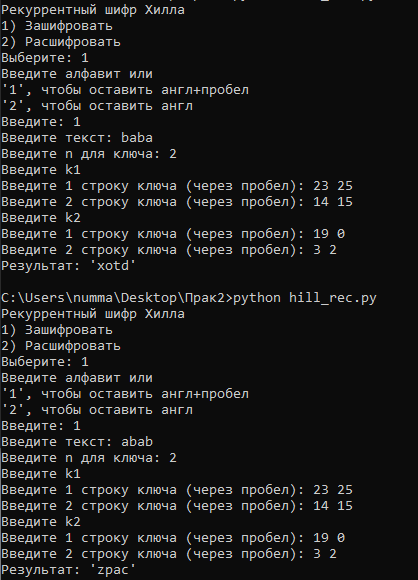 Рекуррентный шифр Хилла
1) Зашифровать
2) Расшифровать
Выберите: 1
Введите алфавит или
'1', чтобы оставить англ+пробел
'2', чтобы оставить англ
Введите: 1
Введите текст: baba
Введите n для ключа: 2
Введите k1
Введите 1 строку ключа (через пробел): 23 25
Введите 2 строку ключа (через пробел): 14 15
Введите k2
Введите 1 строку ключа (через пробел): 19 0
Введите 2 строку ключа (через пробел): 3 2
Результат: 'xotd'
C:\Users\numma\Desktop\Прак2>python hill_rec.py
Рекуррентный шифр Хилла
1) Зашифровать
2) Расшифровать
Выберите: 1
Введите алфавит или
'1', чтобы оставить англ+пробел
'2', чтобы оставить англ
Введите: 1
Введите текст: abab
Введите n для ключа: 2
Введите k1
Введите 1 строку ключа (через пробел): 23 25
Введите 2 строку ключа (через пробел): 14 15
Введите k2
Введите 1 строку ключа (через пробел): 19 0
Введите 2 строку ключа (через пробел): 3 2
Результат: 'zpac'